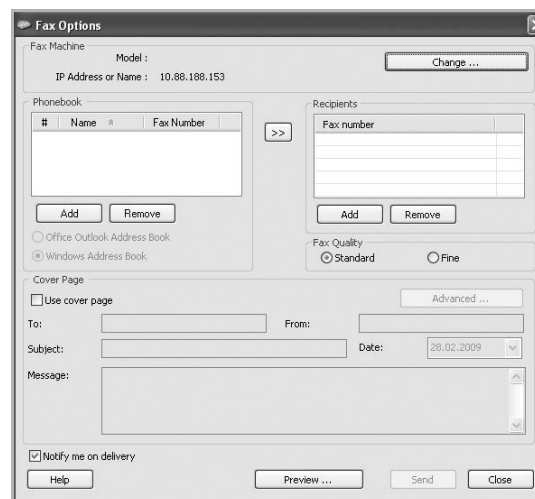 Fax Options
Fax Machine
Model :
Change ...
IP Address or Name : 10.88.188.153
Phonebook
# Name Fax Number
>>
Add Remove
Office Outlook Address Book
Windows Address Book
Recipients
Fax number
Add Remove
Fax Quality
Standard Fine
Cover Page
Use cover page
Advanced ...
To: From:
Subject: Date: 28.02.2009
Message:
Notify me on delivery
Help Preview ... Send Close